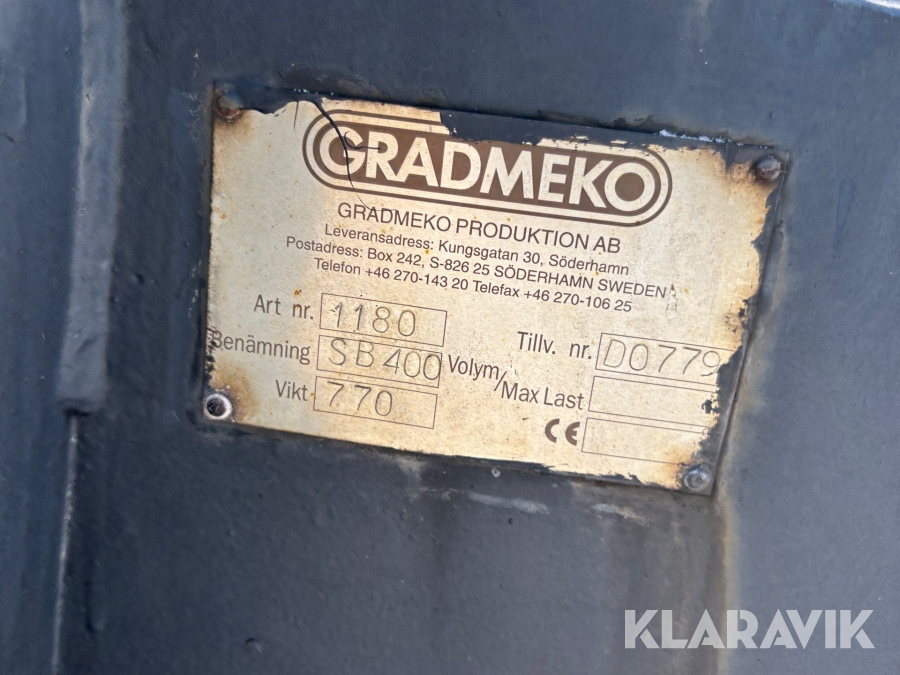 GRADMEKO
GRADMEKO PRODUKTION AB
Leveransadress: Kungsgatan 30, Söderhamn
Postadress: Box 242, S-826 25 SÖDERHAMN SWEDEN
Telefon +46 270-143 20 Telefax +46 270-106 25
Art nr. 1180
Tillv. nr. D0779
Benämning SB400
Volym/Max Last
Vikt 770
CE
KLARAVIK